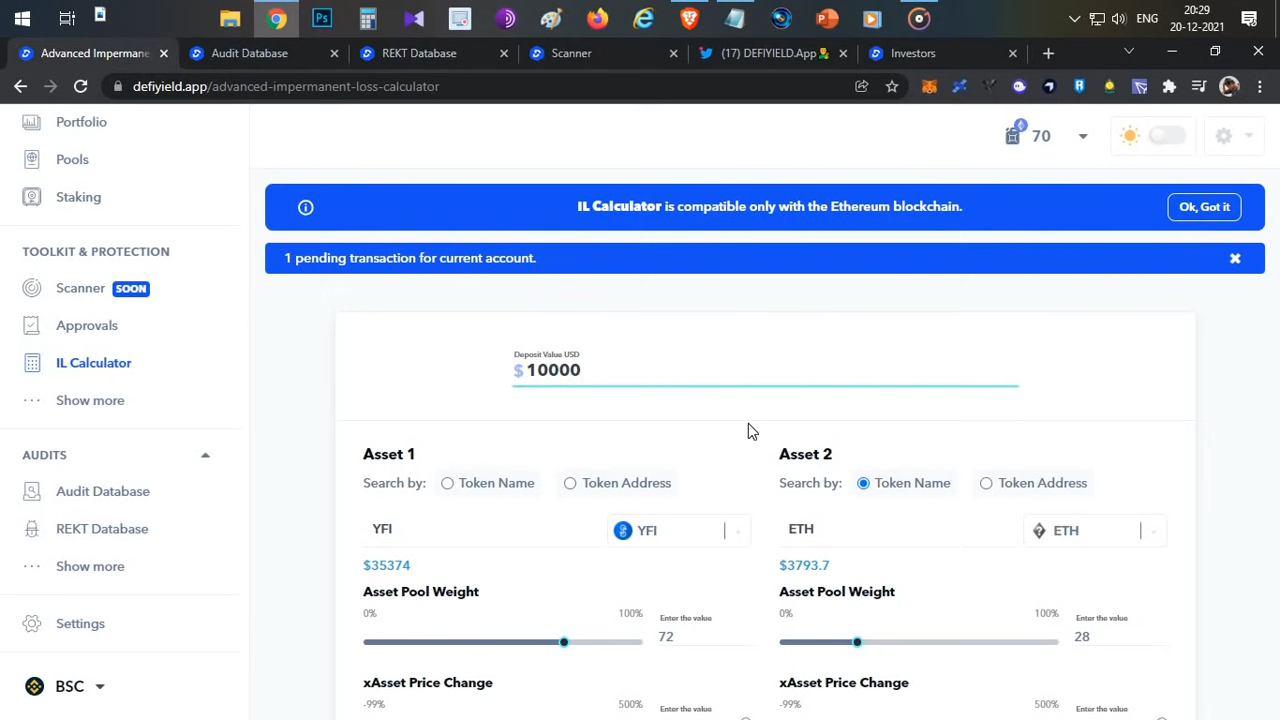 20:29
ENG
20-12-2021
Advanced Impermane
Audit Database
REKT Database
Scanner
(17) DEFIYIELD.App
Investors
defiyield.app/advanced-impermanent-loss-calculator
Portfolio
Pools
Staking
TOOLKIT & PROTECTION
Scanner SOON
Approvals
IL Calculator
Show more
AUDITS
Audit Database
REKT Database
Show more
Settings
BSC
70
IL Calculator is compatible only with the Ethereum blockchain.
Ok, Got it
1 pending transaction for current account.
Deposit Value USD
$ 10000
Asset 1
Search by: Token Name Token Address
YFI YFI
$35374
Asset Pool Weight
0% 100%
Enter the value
72
xAsset Price Change
-99% 500%
Enter the value
Asset 2
Search by: Token Name Token Address
ETH ETH
$3793.7
Asset Pool Weight
0% 100%
Enter the value
28
xAsset Price Change
-99% 500%
Enter the value